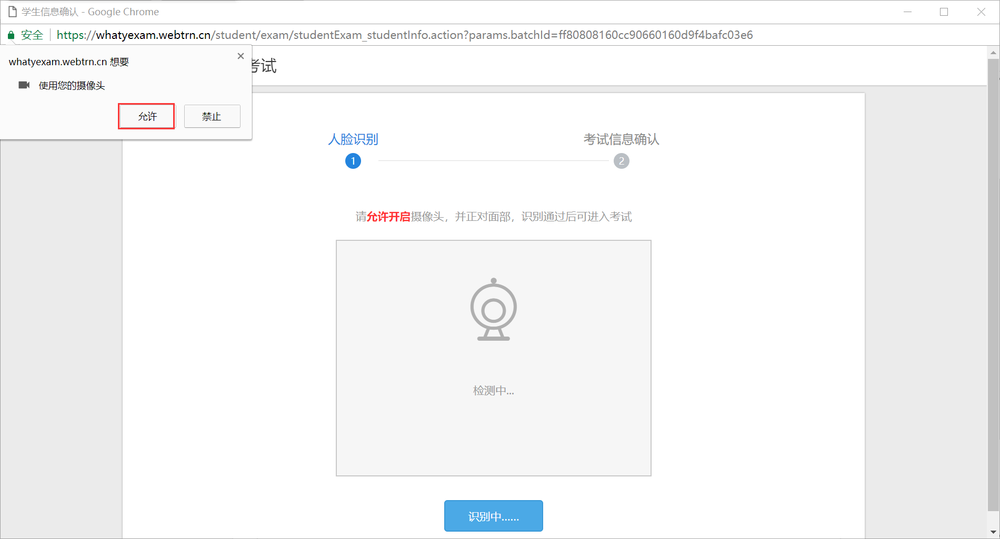 学生信息确认 - Google Chrome
安全 https://whatyexam.webtrn.cn/student/exam/studentExam_studentInfo.action?params.batchId=ff80808160cc90660160d9f4bafc03e6
whatyexam.webtrn.cn 想要
考试
使用您的摄像头
允许 禁止
人脸识别 考试信息确认
1 2
请允许开启摄像头，并正对面部，识别通过后可进入考试
检测中...
识别中......